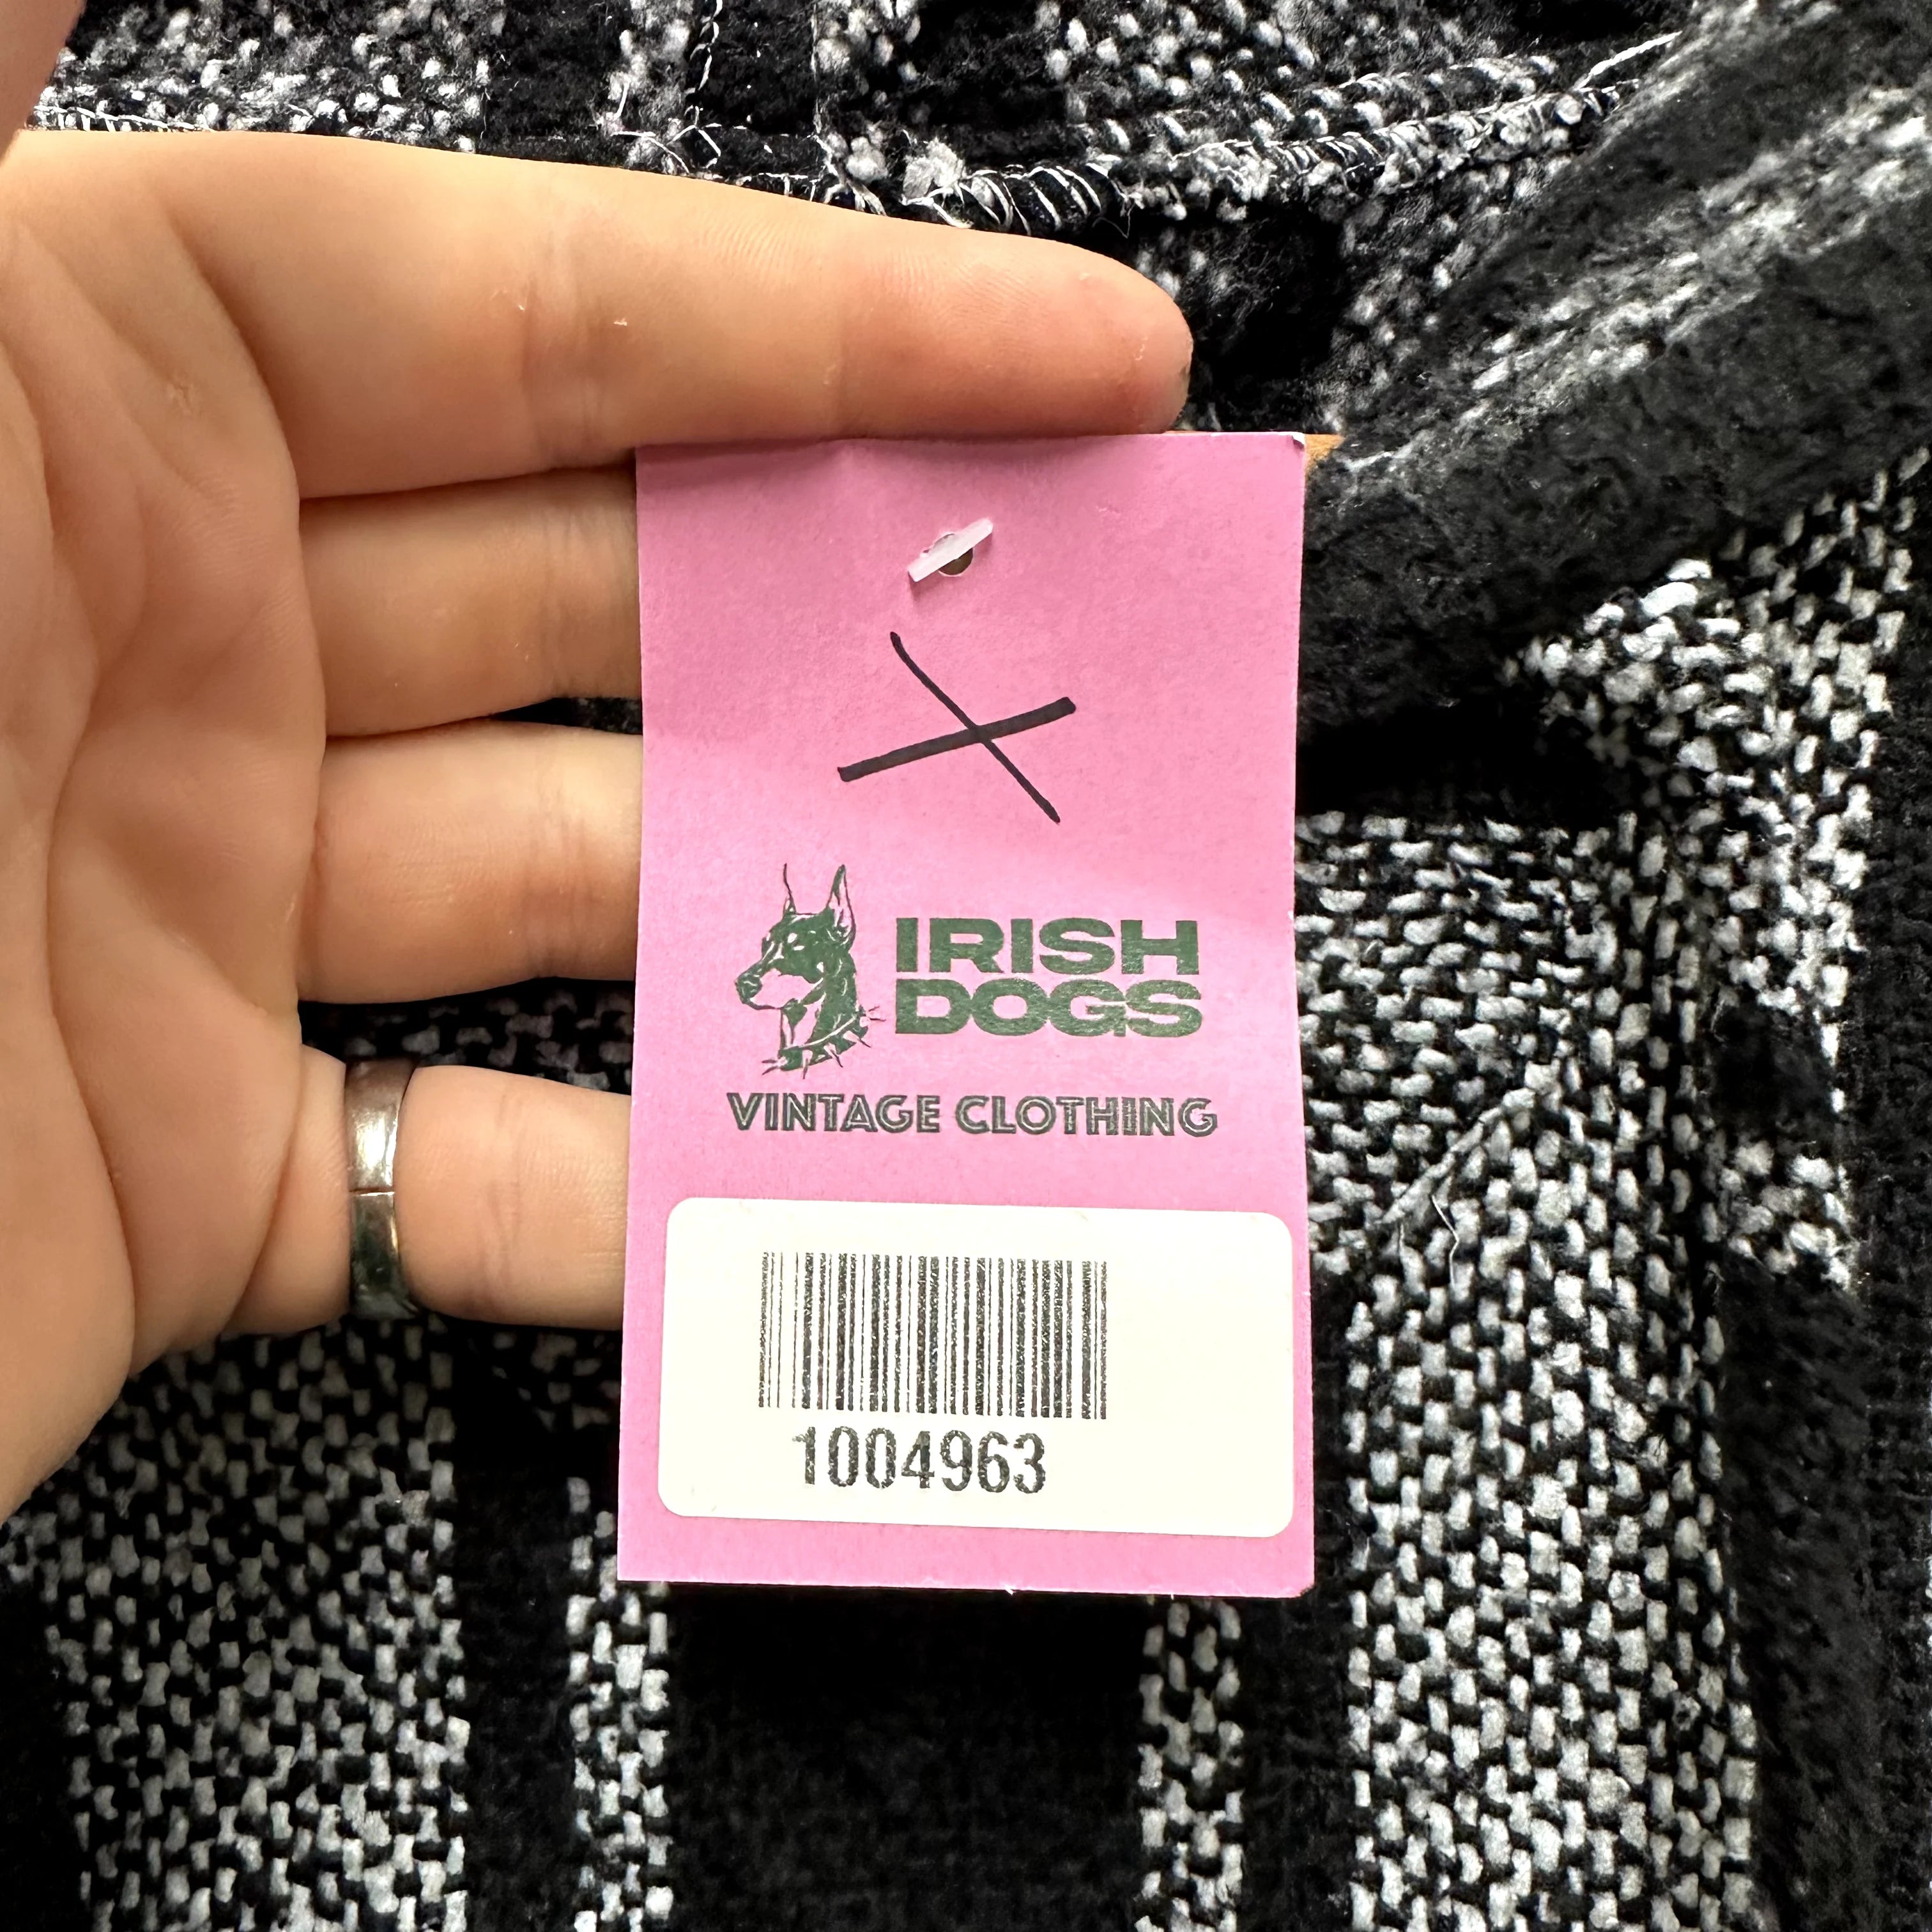 X
IRISH
DOGS
VINTAGE CLOTHING
1004963